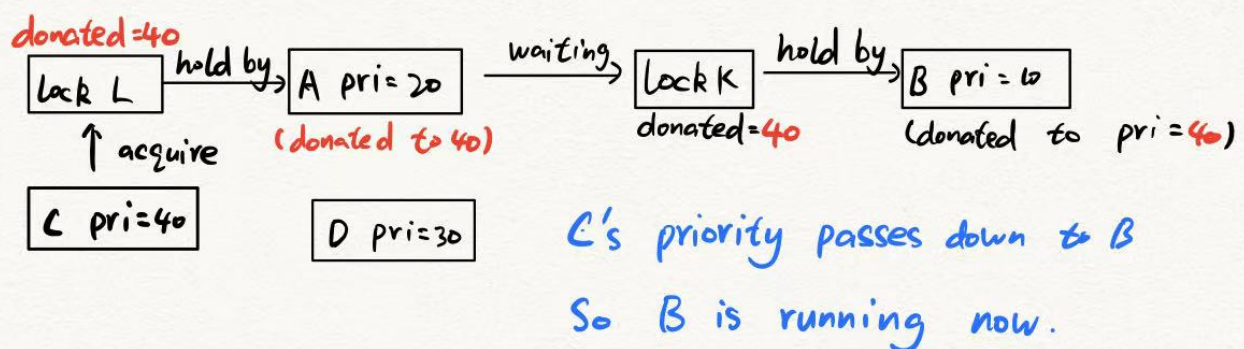 donated=40
lock L
hold by
A pri=20
waiting
lock K
hold by
B pri=10
(donated to 40)
donated=40
(donated to pri=40)
acquire
C pri=40
D pri=30
C's priority passes down to B
So B is running now.